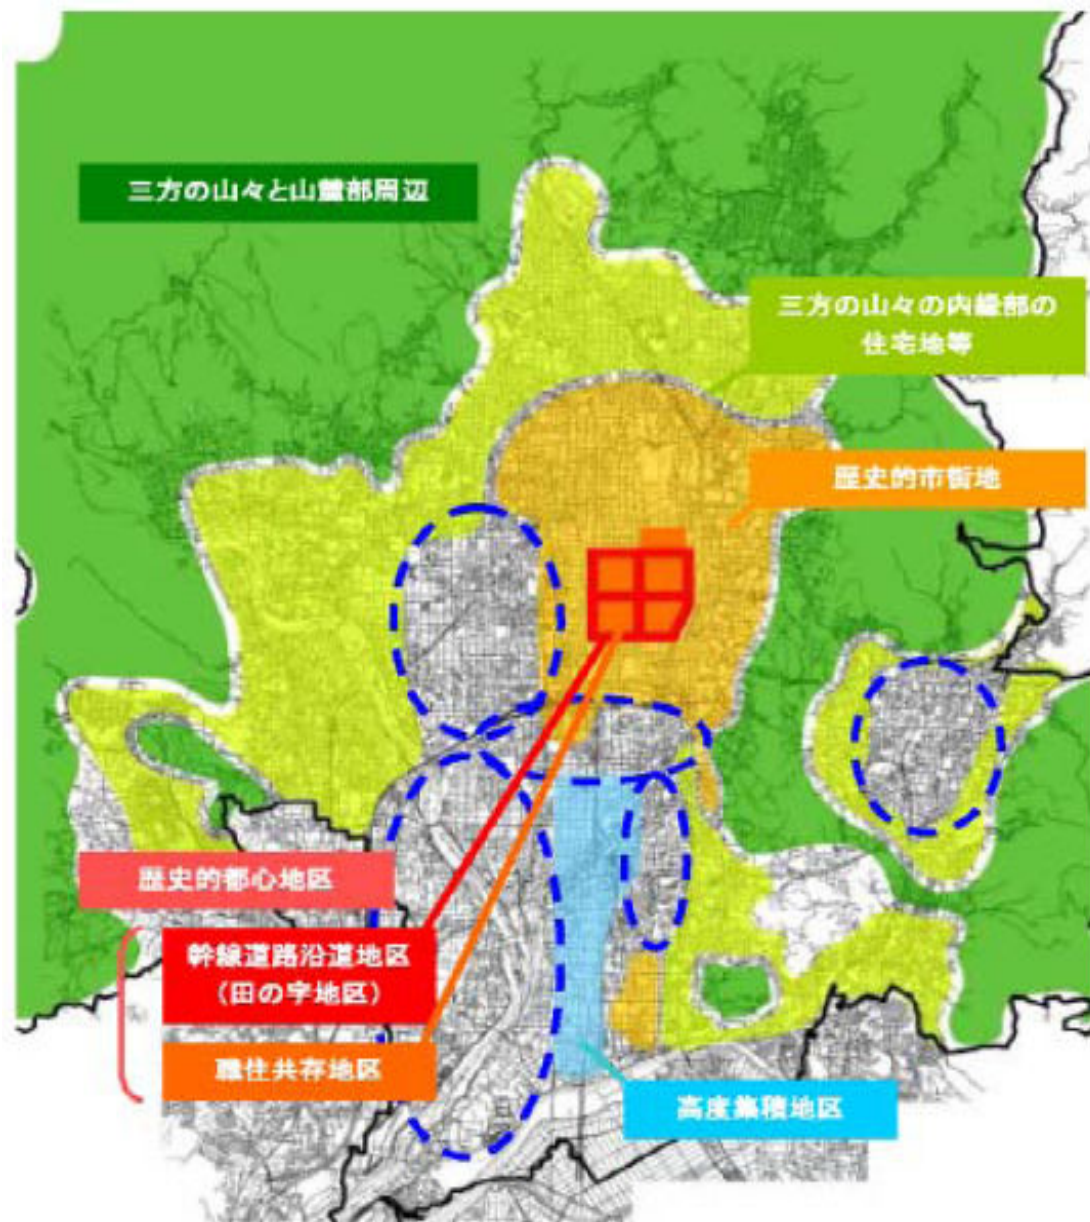 三方の山々と山麓部周辺
三方の山々の内縁部の
住宅地等
歴史的市街地
歴史的都心地区
幹線道路沿道地区
（田の字地区）
職住共存地区
高度集積地区